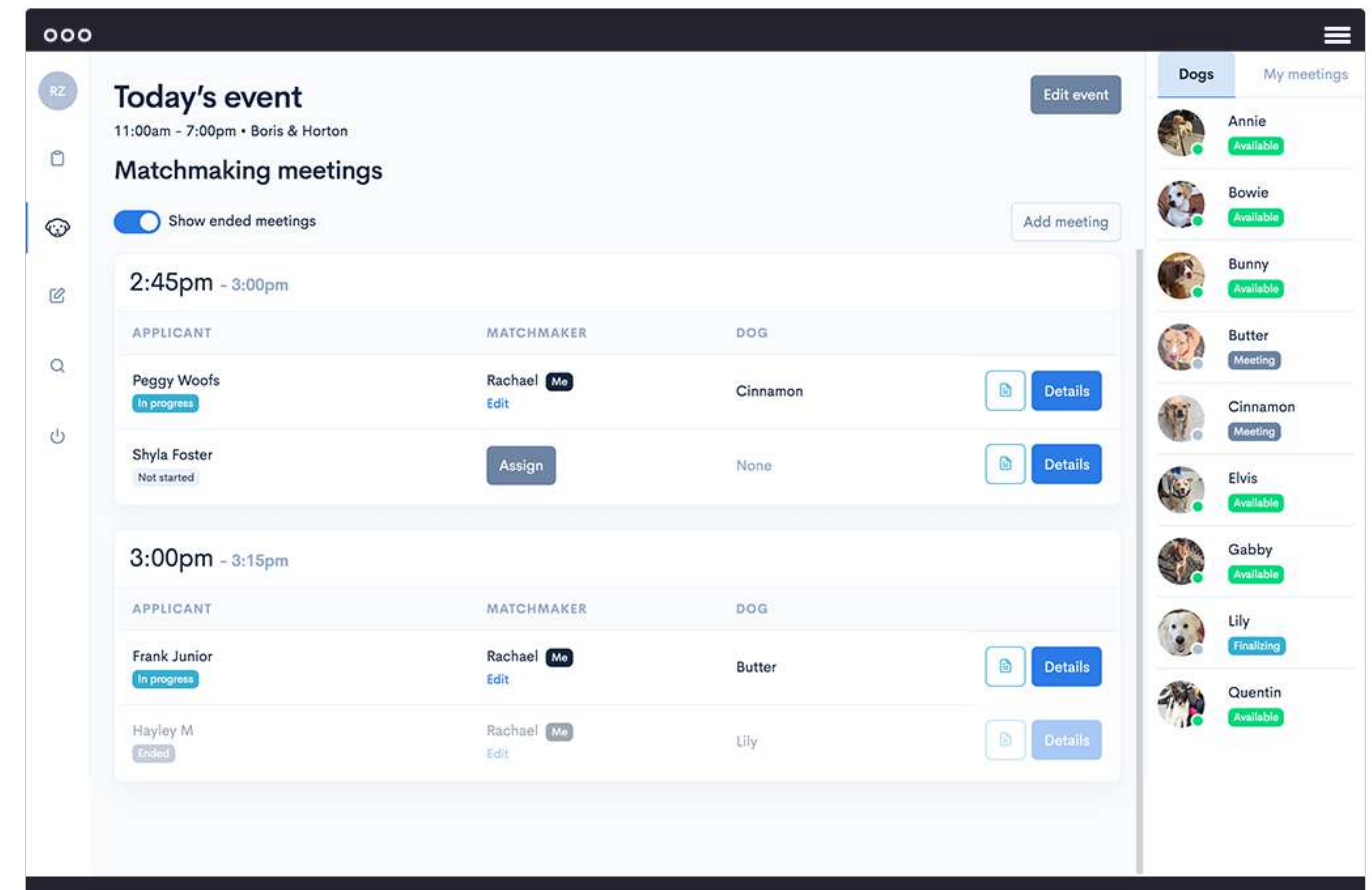 RZ
Today's event
Edit event
11:00am - 7:00pm • Boris & Horton
Matchmaking meetings
Show ended meetings
Add meeting
2:45pm - 3:00pm
APPLICANT MATCHMAKER DOG
Peggy Woofs
In progress
Rachael Me
Edit
Cinnamon
Details
Shyla Foster
Not started
Assign
None
Details
3:00pm - 3:15pm
APPLICANT MATCHMAKER DOG
Frank Junior
In progress
Rachael Me
Edit
Butter
Details
Hayley M
Ended
Rachael Me
Edit
Lily
Details
Dogs My meetings
Annie
Available
Bowie
Available
Bunny
Available
Butter
Meeting
Cinnamon
Meeting
Elvis
Available
Gabby
Available
Lily
Finalizing
Quentin
Available